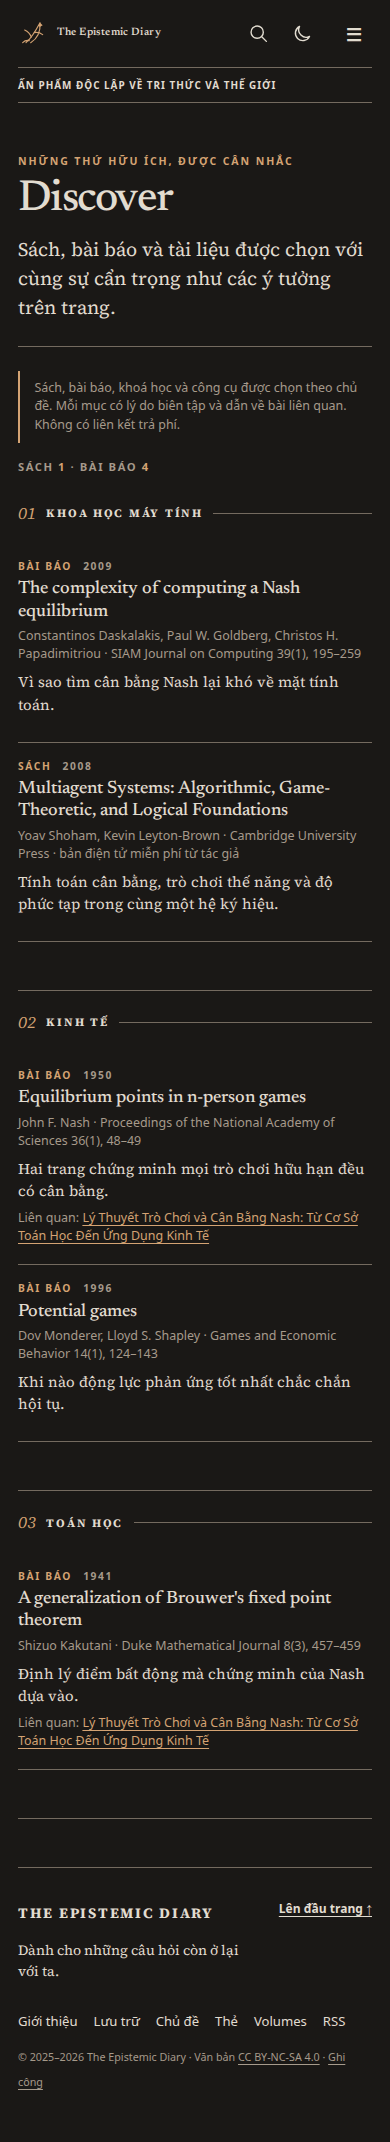 The Epistemic Diary
ẤN PHẨM ĐỘC LẬP VỀ TRI THỨC VÀ THẾ GIỚI
NHỮNG THỨ HỮU ÍCH, ĐƯỢC CÂN NHẮC
Discover
Sách, bài báo và tài liệu được chọn với
cùng sự cẩn trọng như các ý tưởng
trên trang.
Sách, bài báo, khoá học và công cụ được chọn theo chủ
đề. Mỗi mục có lý do biên tập và dẫn về bài liên quan.
Không có liên kết trả phí.
SÁCH 1 · BÀI BÁO 4
01 KHOA HỌC MÁY TÍNH
BÀI BÁO 2009
The complexity of computing a Nash
equilibrium
Constantinos Daskalakis, Paul W. Goldberg, Christos H.
Papadimitriou · SIAM Journal on Computing 39(1), 195–259
Vì sao tìm cân bằng Nash lại khó về mặt tính
toán.
SÁCH 2008
Multiagent Systems: Algorithmic, Game-
Theoretic, and Logical Foundations
Yoav Shoham, Kevin Leyton-Brown · Cambridge University
Press · bản điện tử miễn phí từ tác giả
Tính toán cân bằng, trò chơi thế năng và độ
phức tạp trong cùng một hệ ký hiệu.
02 KINH TẾ
BÀI BÁO 1950
Equilibrium points in n-person games
John F. Nash · Proceedings of the National Academy of
Sciences 36(1), 48–49
Hai trang chứng minh mọi trò chơi hữu hạn đều
có cân bằng.
Liên quan: Lý Thuyết Trò Chơi và Cân Bằng Nash: Từ Cơ Sở
Toán Học Đến Ứng Dụng Kinh Tế
BÀI BÁO 1996
Potential games
Dov Monderer, Lloyd S. Shapley · Games and Economic
Behavior 14(1), 124–143
Khi nào động lực phản ứng tốt nhất chắc chắn
hội tụ.
03 TOÁN HỌC
BÀI BÁO 1941
A generalization of Brouwer's fixed point
theorem
Shizuo Kakutani · Duke Mathematical Journal 8(3), 457–459
Định lý điểm bất động mà chứng minh của Nash
dựa vào.
Liên quan: Lý Thuyết Trò Chơi và Cân Bằng Nash: Từ Cơ Sở
Toán Học Đến Ứng Dụng Kinh Tế
THE EPISTEMIC DIARY
Lên đầu trang ↑
Dành cho những câu hỏi còn ở lại
với ta.
Giới thiệu Lưu trữ Chủ đề Thẻ Volumes RSS
© 2025–2026 The Epistemic Diary · Văn bản CC BY-NC-SA 4.0 · Ghi
công